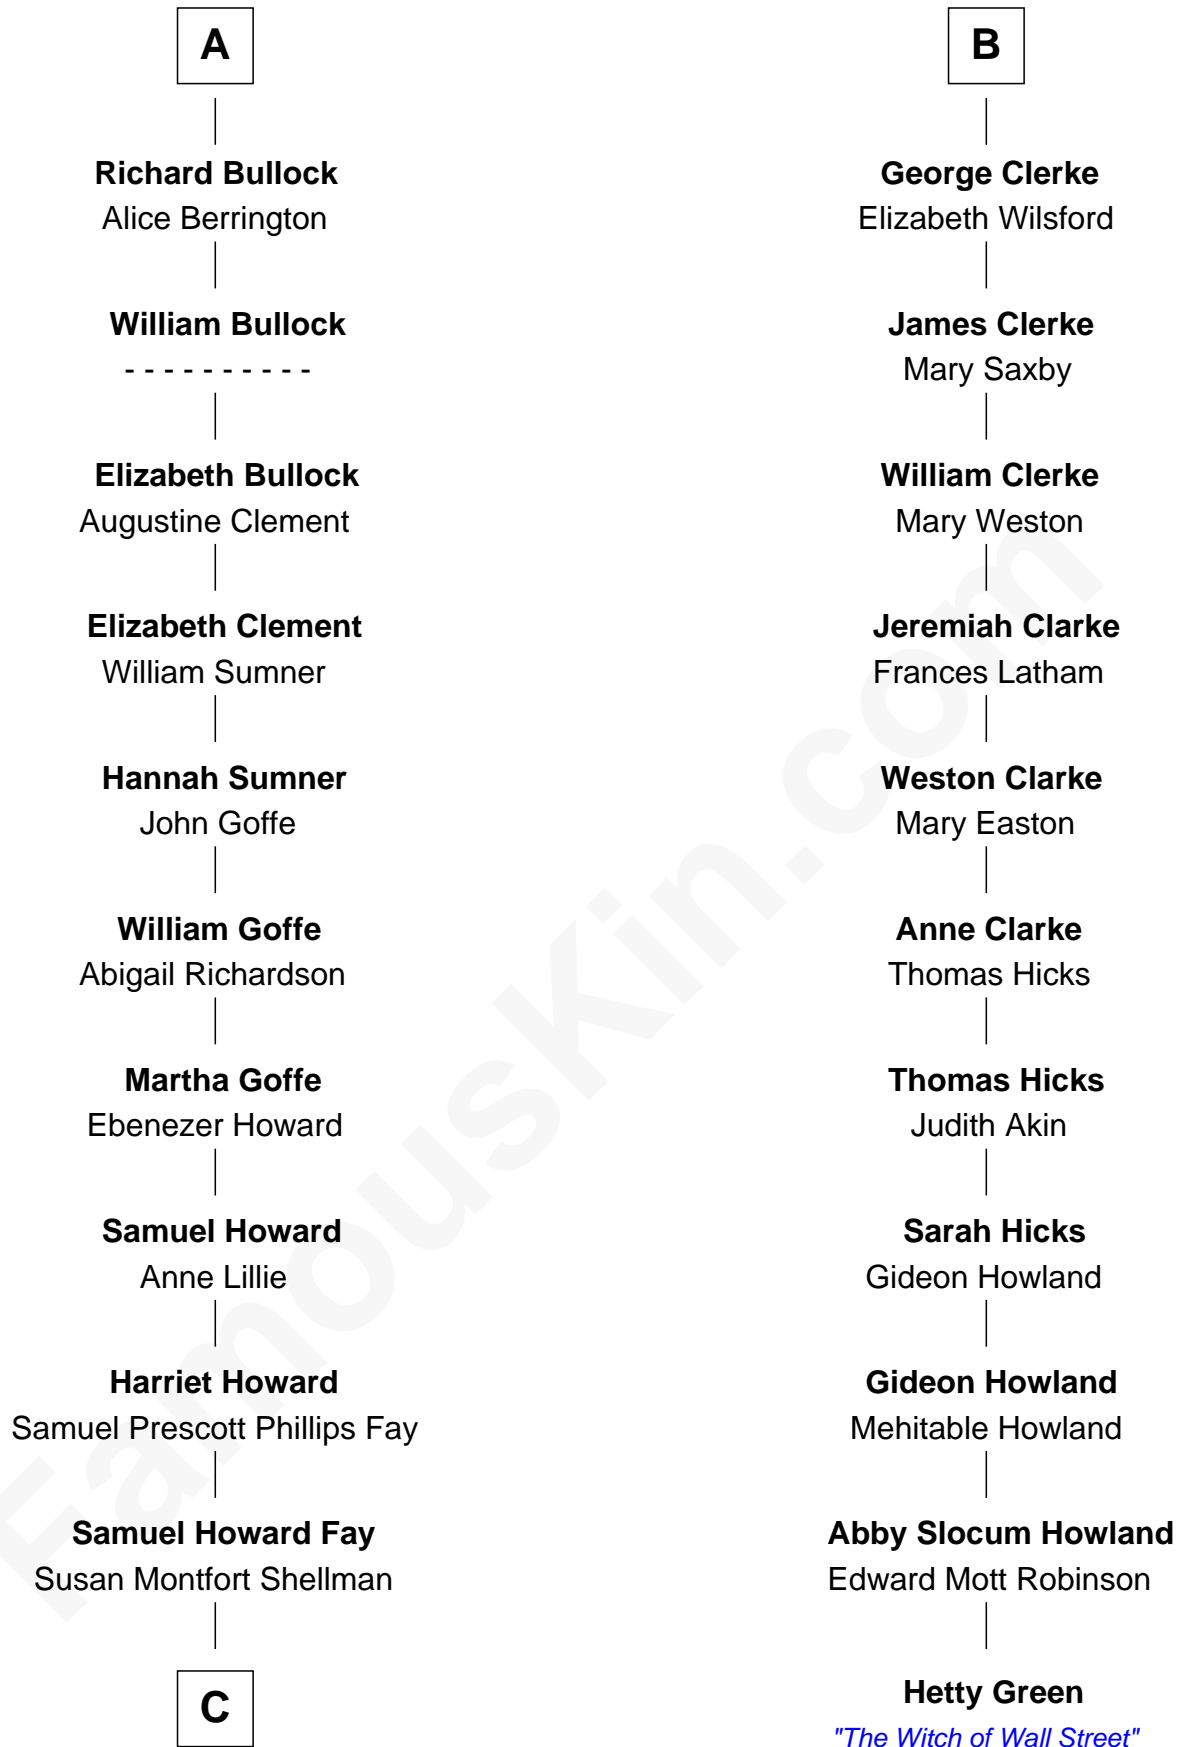 A
Richard Bullock
Alice Berrington
William Bullock
- - - - - - - - - -
Elizabeth Bullock
Augustine Clement
Elizabeth Clement
William Sumner
Hannah Sumner
John Goffe
William Goffe
Abigail Richardson
Martha Goffe
Ebenezer Howard
Samuel Howard
Anne Lillie
Harriet Howard
Samuel Prescott Phillips Fay
Samuel Howard Fay
Susan Montfort Shellman
C
B
George Clerke
Elizabeth Wilsford
James Clerke
Mary Saxby
William Clerke
Mary Weston
Jeremiah Clarke
Frances Latham
Weston Clarke
Mary Easton
Anne Clarke
Thomas Hicks
Thomas Hicks
Judith Akin
Sarah Hicks
Gideon Howland
Gideon Howland
Mehitable Howland
Abby Slocum Howland
Edward Mott Robinson
Hetty Green
"The Witch of Wall Street"
FamousKin.com